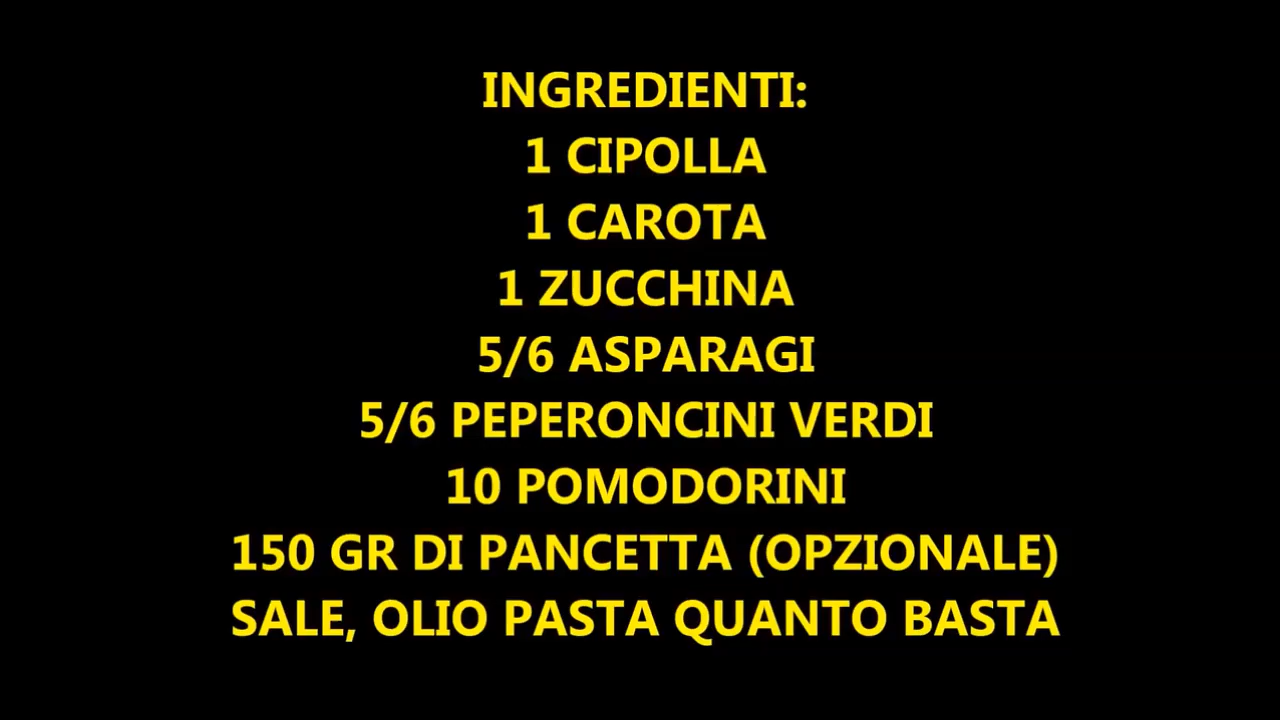 INGREDIENTI:
1 CIPOLLA
1 CAROTA
1 ZUCCHINA
5/6 ASPARAGI
5/6 PEPERONCINI VERDI
10 POMODORINI
150 GR DI PANCETTA (OPZIONALE)
SALE, OLIO PASTA QUANTO BASTA